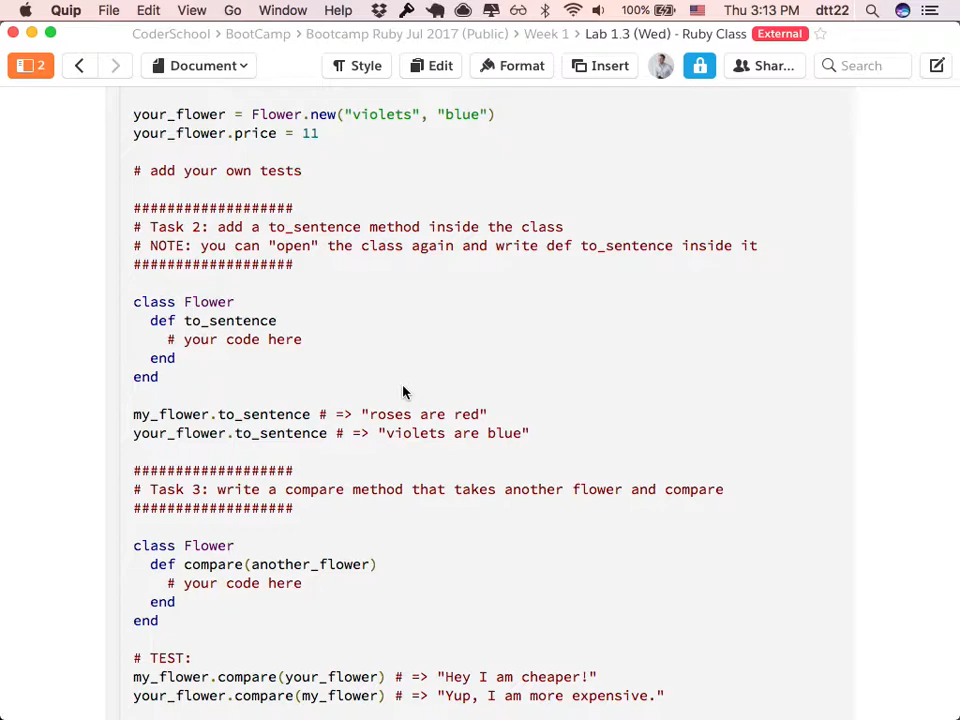 Quip File Edit View Go Window Help 100% Thu 3:13 PM dtt22
CoderSchool › BootCamp › Bootcamp Ruby Jul 2017 (Public) › Week 1 › Lab 1.3 (Wed) - Ruby Class External
2 Document Style Edit Format Insert Shar... Search
your_flower = Flower.new("violets", "blue")
your_flower.price = 11
# add your own tests
###################
# Task 2: add a to_sentence method inside the class
# NOTE: you can "open" the class again and write def to_sentence inside it
###################
class Flower
def to_sentence
# your code here
end
end
my_flower.to_sentence # => "roses are red"
your_flower.to_sentence # => "violets are blue"
###################
# Task 3: write a compare method that takes another flower and compare
###################
class Flower
def compare(another_flower)
# your code here
end
end
# TEST:
my_flower.compare(your_flower) # => "Hey I am cheaper!"
your_flower.compare(my_flower) # => "Yup, I am more expensive."